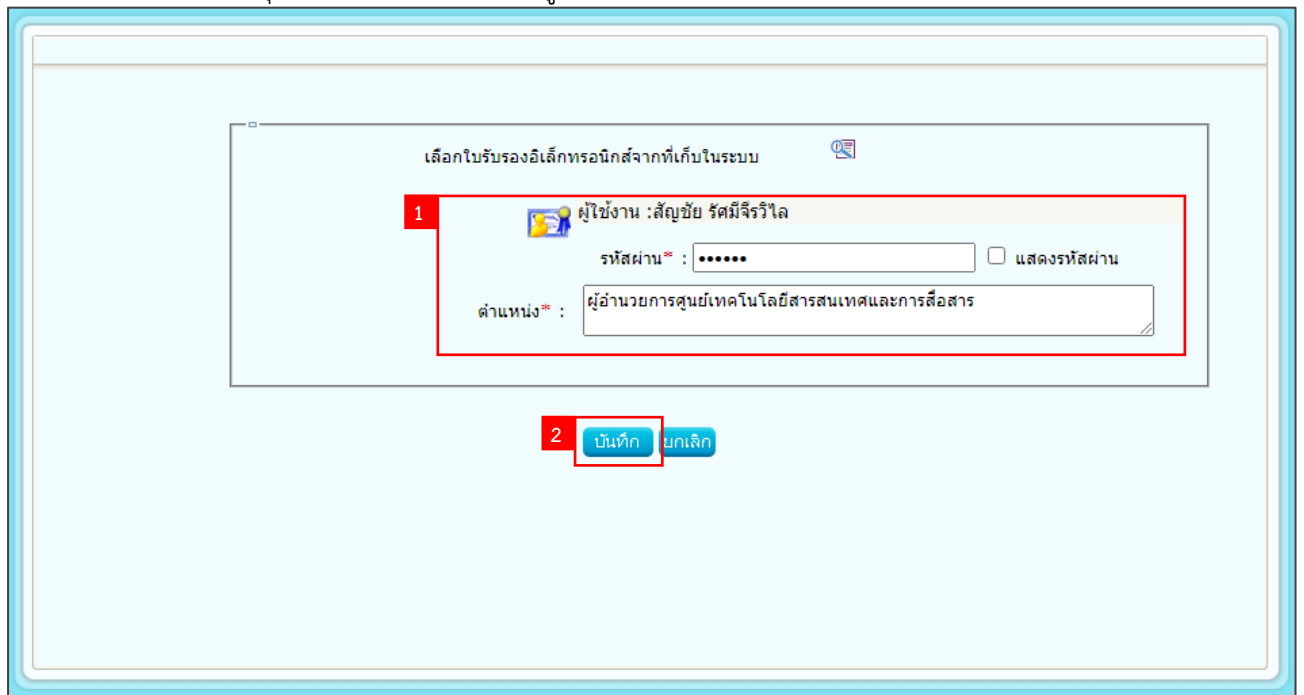 เลือกใบรับรองอิเล็กทรอนิกส์จากที่เก็บในระบบ
1
ผู้ใช้งาน :สัญชัย รัศมีจีรวิไล
รหัสผ่าน* : •••••• แสดงรหัสผ่าน
ตำแหน่ง* : ผู้อำนวยการศูนย์เทคโนโลยีสารสนเทศและการสื่อสาร
2 บันทึก ยกเลิก